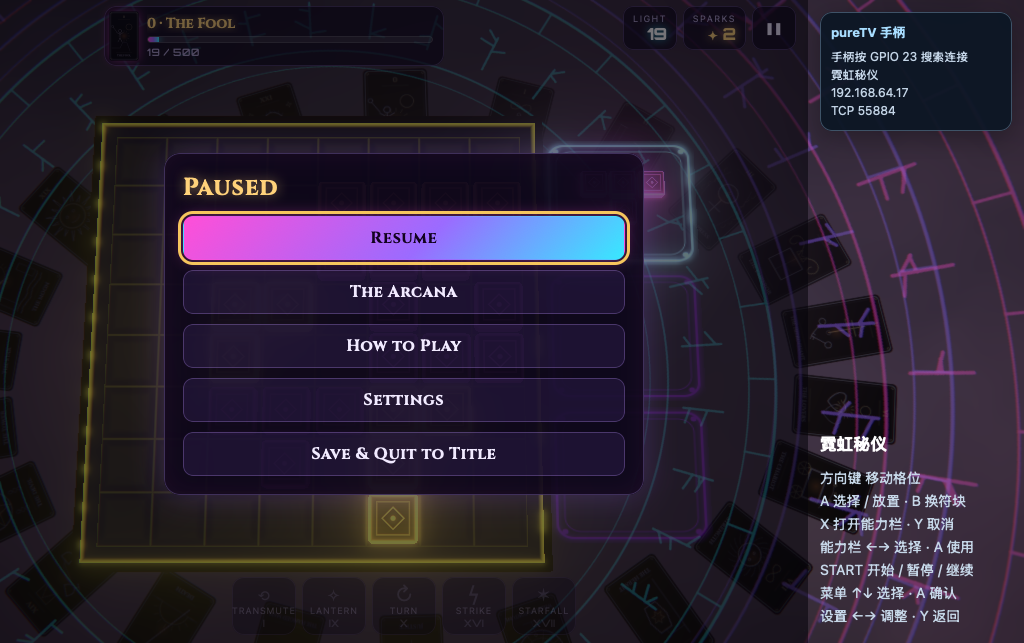 0 · The Fool
19 / 500
LIGHT
19
SPARKS
✦ 2
pureTV 手柄
手柄按 GPIO 23 搜索连接
霓虹秘仪
192.168.64.17
TCP 55884
Paused
Resume
The Arcana
How to Play
Settings
Save & Quit to Title
霓虹秘仪
方向键 移动格位
A 选择 / 放置 · B 换符块
X 打开能力栏 · Y 取消
能力栏 ←→ 选择 · A 使用
START 开始 / 暂停 / 继续
菜单 ↑↓ 选择 · A 确认
设置 ←→ 调整 · Y 返回
TRANSMUTE
I
LANTERN
IX
TURN
X
STRIKE
XVI
STARFALL
XVII